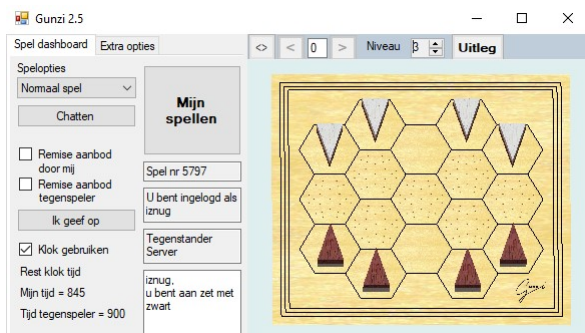 Gunzi 2.5
Spel dashboard Extra opties
<> < 0 > Niveau 3 Uitleg
Spelopties
Normaal spel
Chatten
Mijn
spellen
Remise aanbod
door mij
Remise aanbod
tegenspeler
Ik geef op
Klok gebruiken
Rest klok tijd
Mijn tijd = 845
Tijd tegenspeler = 900
Spel nr 5797
U bent ingelogd als
iznug
Tegenstander
Server
iznug,
u bent aan zet met
zwart
Gunzi